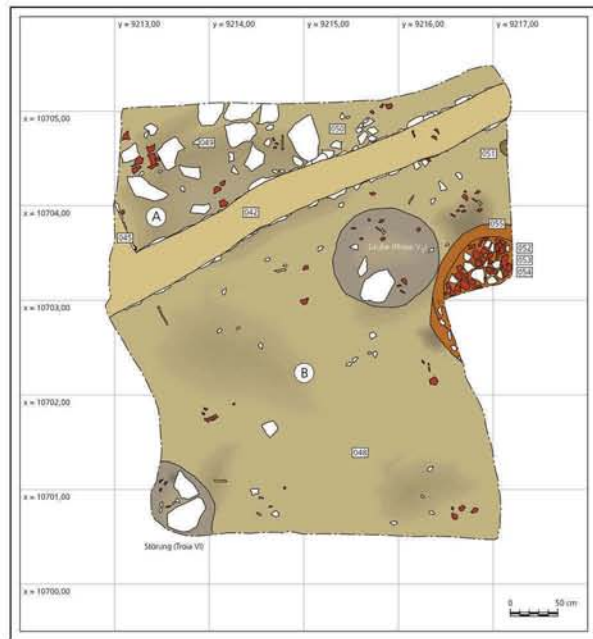 y = 9213,00
y = 9214,00
y = 9215,00
y = 9216,00
y = 9217,00
x = 10705,00
x = 10704,00
x = 10703,00
x = 10702,00
x = 10701,00
x = 10700,00
049
050
051
042
A
045
055
052
053
054
B
048
Störung (Troia VI)
0
50 cm